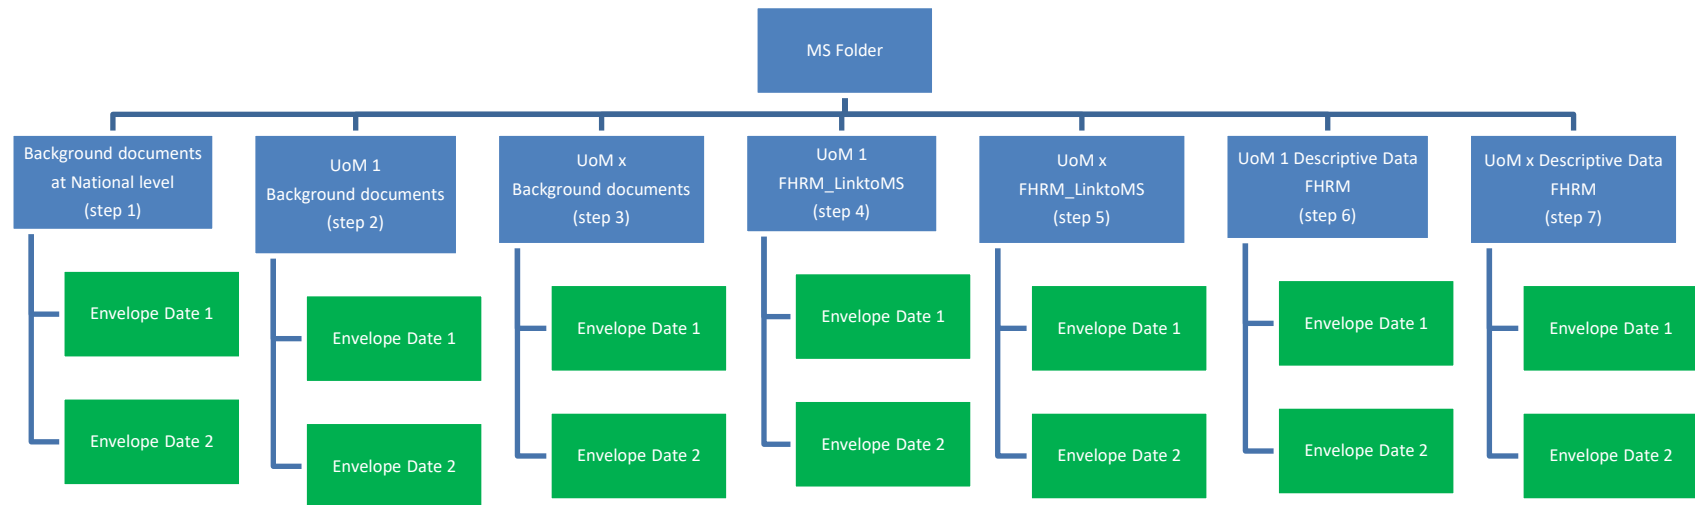 MS Folder
Background documents
at National level
(step 1)
UoM 1
Background documents
(step 2)
UoM x
Background documents
(step 3)
UoM 1
FHRM_LinktoMS
(step 4)
UoM x
FHRM_LinktoMS
(step 5)
UoM 1 Descriptive Data
FHRM
(step 6)
UoM x Descriptive Data
FHRM
(step 7)
Envelope Date 1
Envelope Date 1
Envelope Date 1
Envelope Date 1
Envelope Date 1
Envelope Date 1
Envelope Date 1
Envelope Date 2
Envelope Date 2
Envelope Date 2
Envelope Date 2
Envelope Date 2
Envelope Date 2
Envelope Date 2